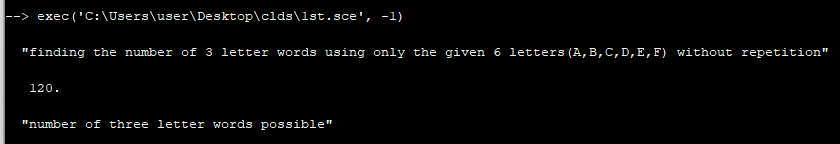 --> exec('C:\Users\user\Desktop\clds\1st.sce', -1)
"finding the number of 3 letter words using only the given 6 letters(A,B,C,D,E,F) without repetition"
120.
"number of three letter words possible"